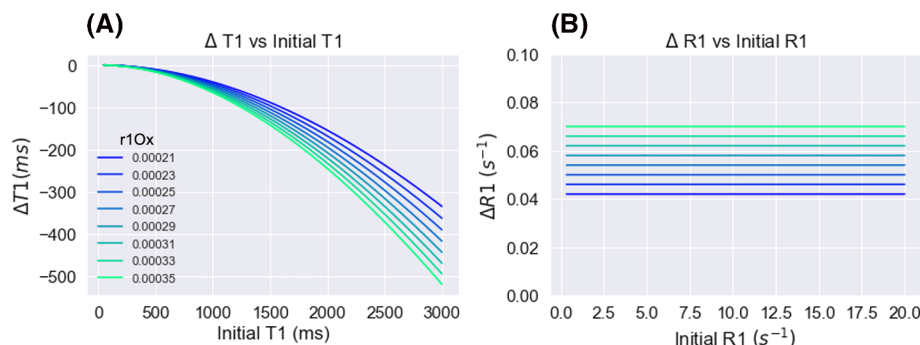 (A)
Δ T1 vs Initial T1
0
−100
−200
−300
−400
−500
ΔT1(ms)
r1Ox
0.00021
0.00023
0.00025
0.00027
0.00029
0.00031
0.00033
0.00035
0 500 1000 1500 2000 2500 3000
Initial T1 (ms)
(B)
Δ R1 vs Initial R1
0.10
0.08
0.06
0.04
0.02
0.00
ΔR1 (s⁻¹)
0.0 2.5 5.0 7.5 10.0 12.5 15.0 17.5 20.0
Initial R1 (s⁻¹)